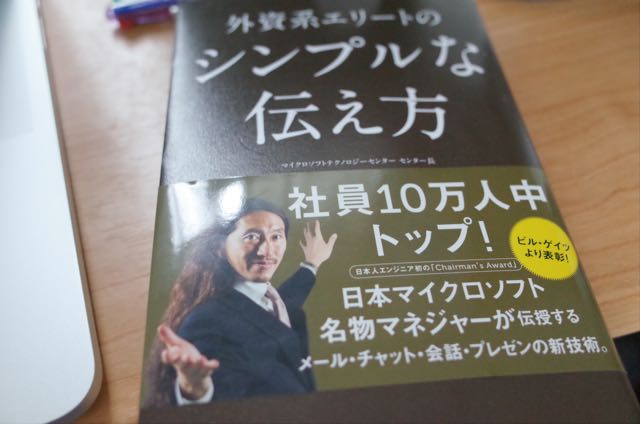 外資系エリートの
シンプルな
伝え方
マイクロソフトテクノロジーセンター センター長
社員10万人中
トップ!
ビル・ゲイツ
より表彰!
日本人エンジニア初の「Chairman's Award」
日本マイクロソフト
名物マネジャーが伝授する
メール・チャット・会話・プレゼンの新技術。